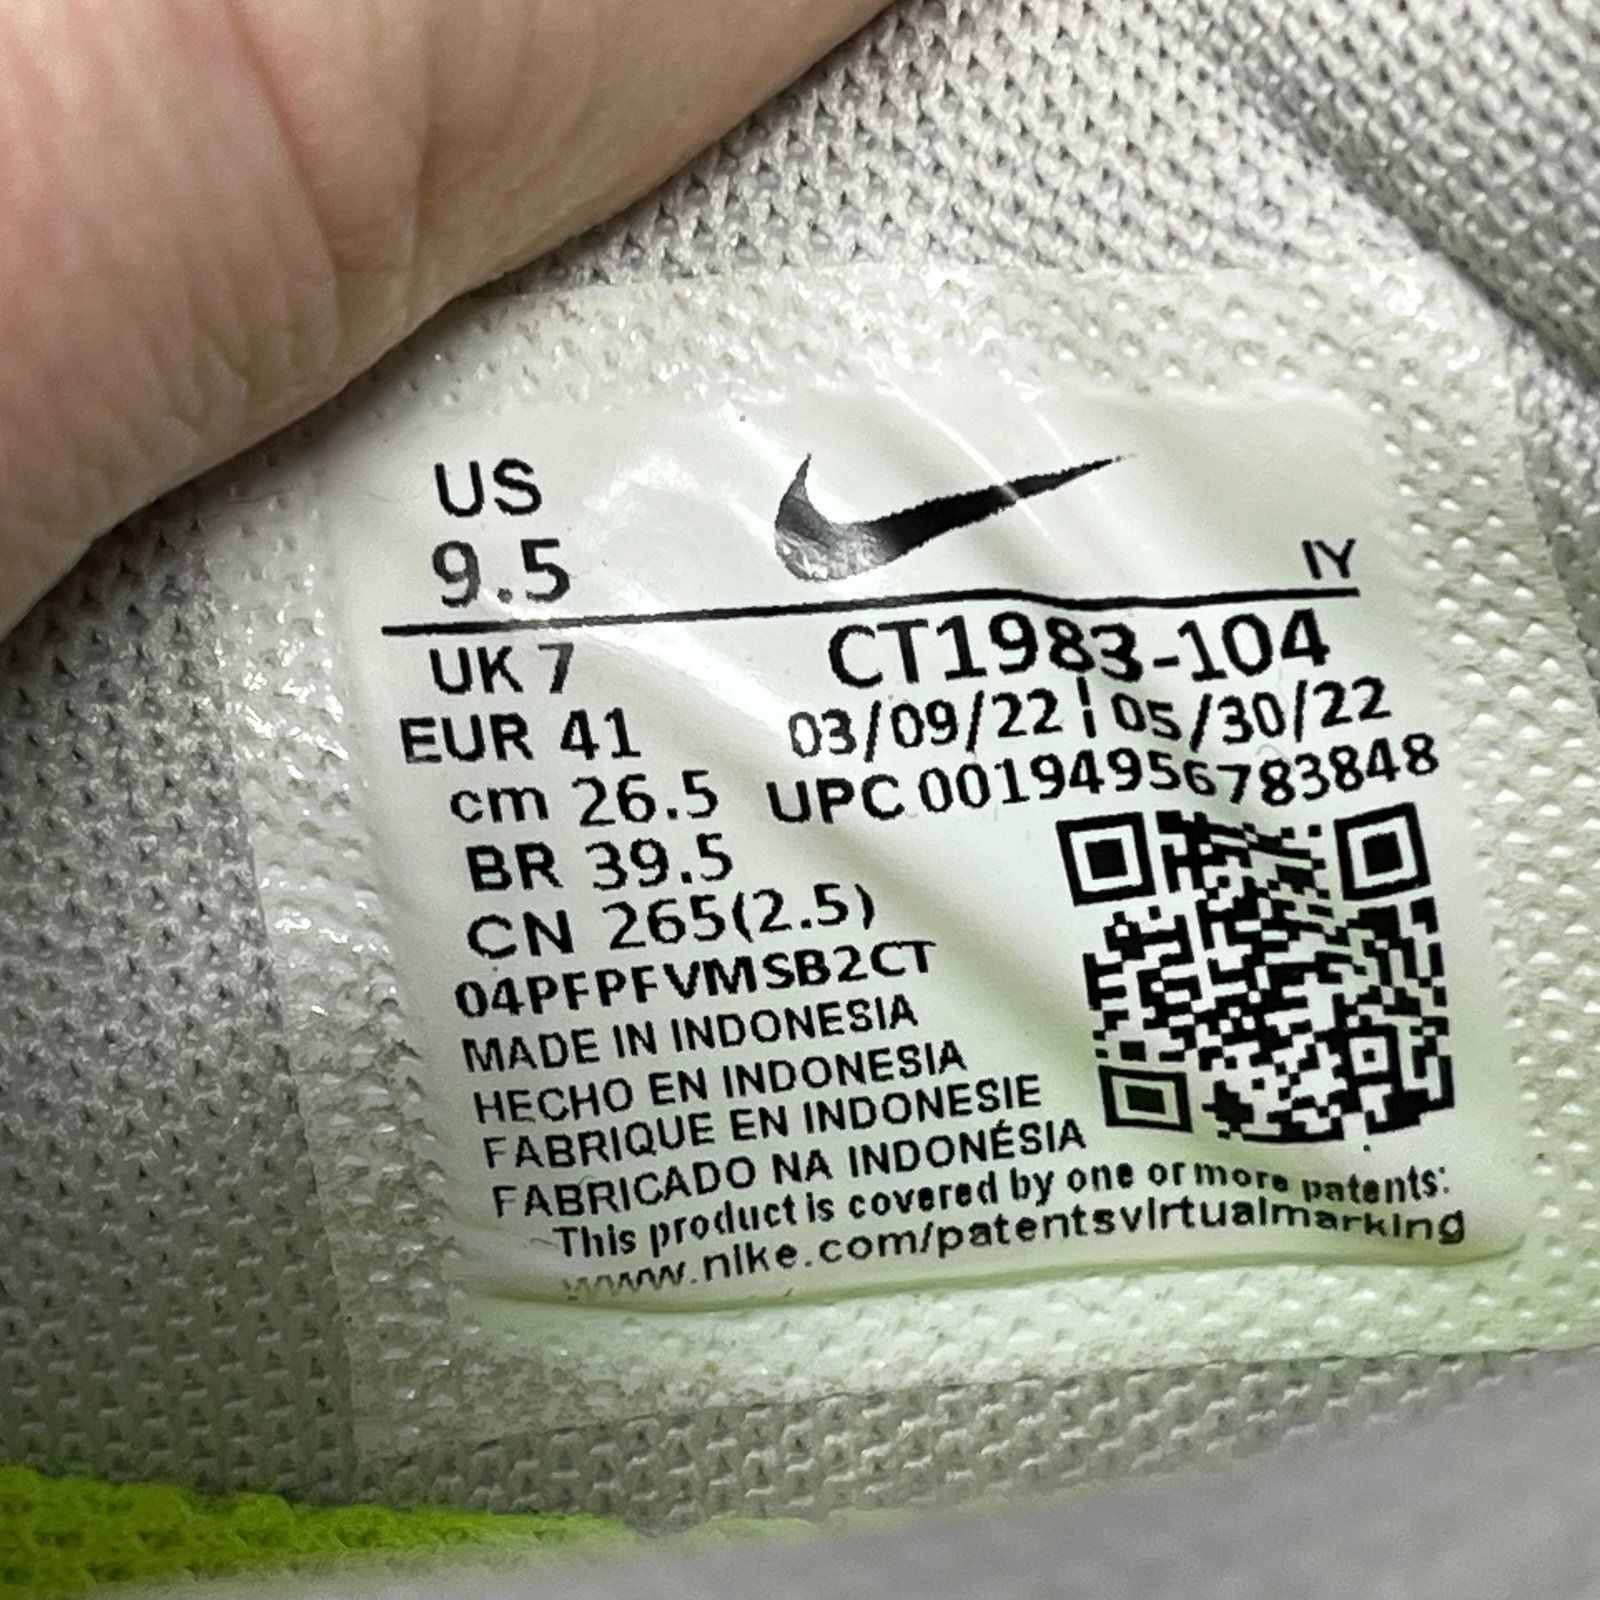 US
9.5
IY
UK 7
CT1983-104
EUR 41
03/09/22 | 05/30/22
cm 26.5
UPC 00194956783848
BR 39.5
CN 265(2.5)
04PFPFVMSB2CT
MADE IN INDONESIA
HECHO EN INDONESIA
FABRIQUE EN INDONESIE
FABRICADO NA INDONÉSIA
This product is covered by one or more patents:
www.nike.com/patentsvirtualmarking